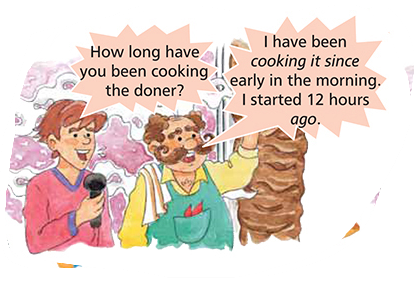 How long have
you been cooking
the doner?
I have been
cooking it since
early in the morning.
I started 12 hours
ago.